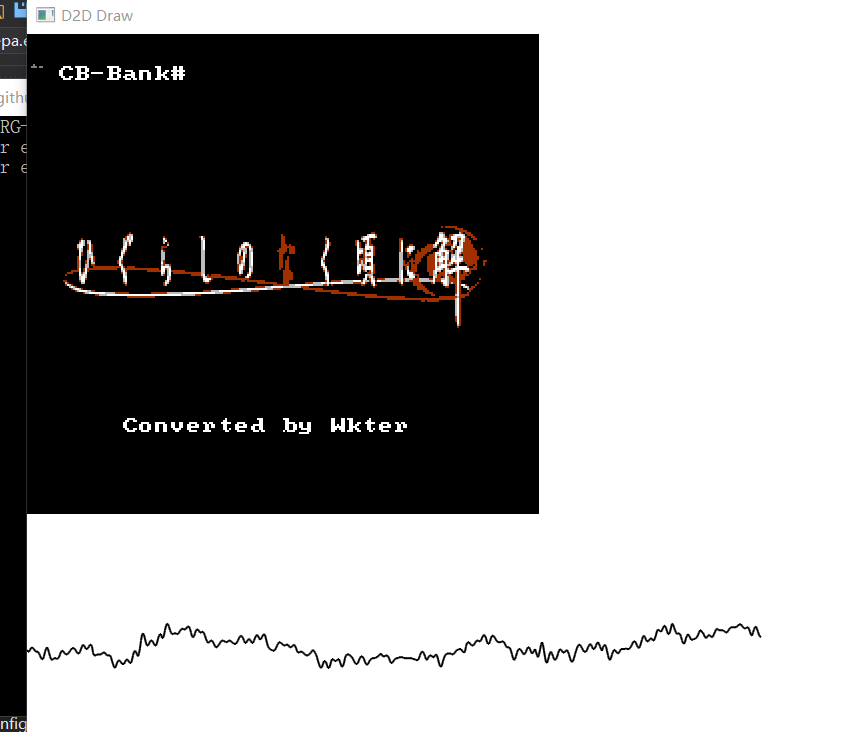 D2D Draw
pa.e
CB-Bank#
gith
RG-
r e
r e
ひぐらしのなく頃に解
Converted by Wkter
nfig